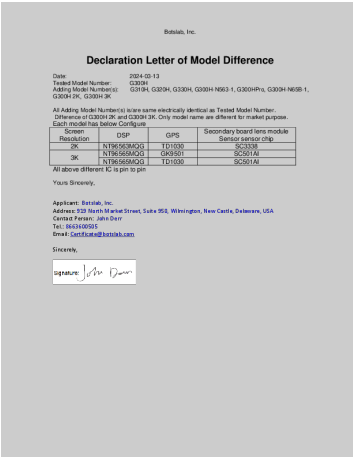 Botslab, Inc.
Declaration Letter of Model Difference
Date: 2024-03-13
Tested Model Number: G300H
Adding Model Number(s): G310H, G320H, G330H, G300H-N563-1, G300HPro, G300H-N65B-1,
G300H 2K, G300H 3K
All Adding Model Number(s) is/are same electrically identical as Tested Model Number.
Difference of G300H 2K and G300H 3K. Only model name are different for market purpose.
Each model has below Configure
Screen Resolution DSP GPS Secondary board lens module Sensor sensor chip
2K NT96563MQG TD1030 SC3338
3K NT96565MQG GK9501 SC501AI
NT96565MQG TD1030 SC501AI
All above different IC is pin to pin
Yours Sincerely,
Applicant: Botslab, Inc.
Address: 919 North Market Street, Suite 950, Wilmington, New Castle, Delaware, USA
Contact Person: John Derr
Tel.: 8663600505
Email: Certificate@botslab.com
Sincerely,
Signature: John Derr